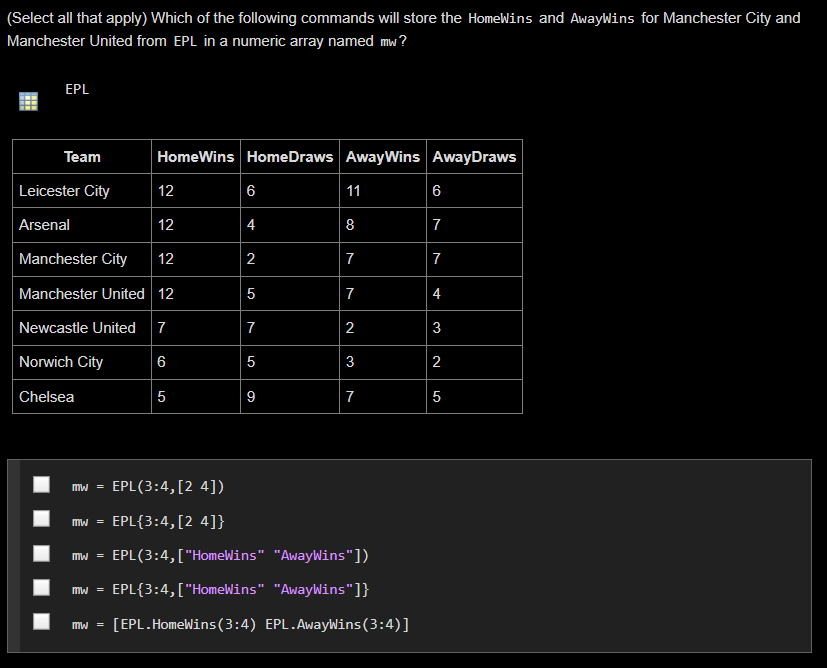 (Select all that apply) Which of the following commands will store the HomeWins and AwayWins for Manchester City and
Manchester United from EPL in a numeric array named mw?
EPL
Team HomeWins HomeDraws AwayWins AwayDraws
Leicester City 12 6 11 6
Arsenal 12 4 8 7
Manchester City 12 2 7 7
Manchester United 12 5 7 4
Newcastle United 7 7 2 3
Norwich City 6 5 3 2
Chelsea 5 9 7 5
mw = EPL(3:4,[2 4])
mw = EPL{3:4,[2 4]}
mw = EPL(3:4,["HomeWins" "AwayWins"])
mw = EPL{3:4,["HomeWins" "AwayWins"]}
mw = [EPL.HomeWins(3:4) EPL.AwayWins(3:4)]